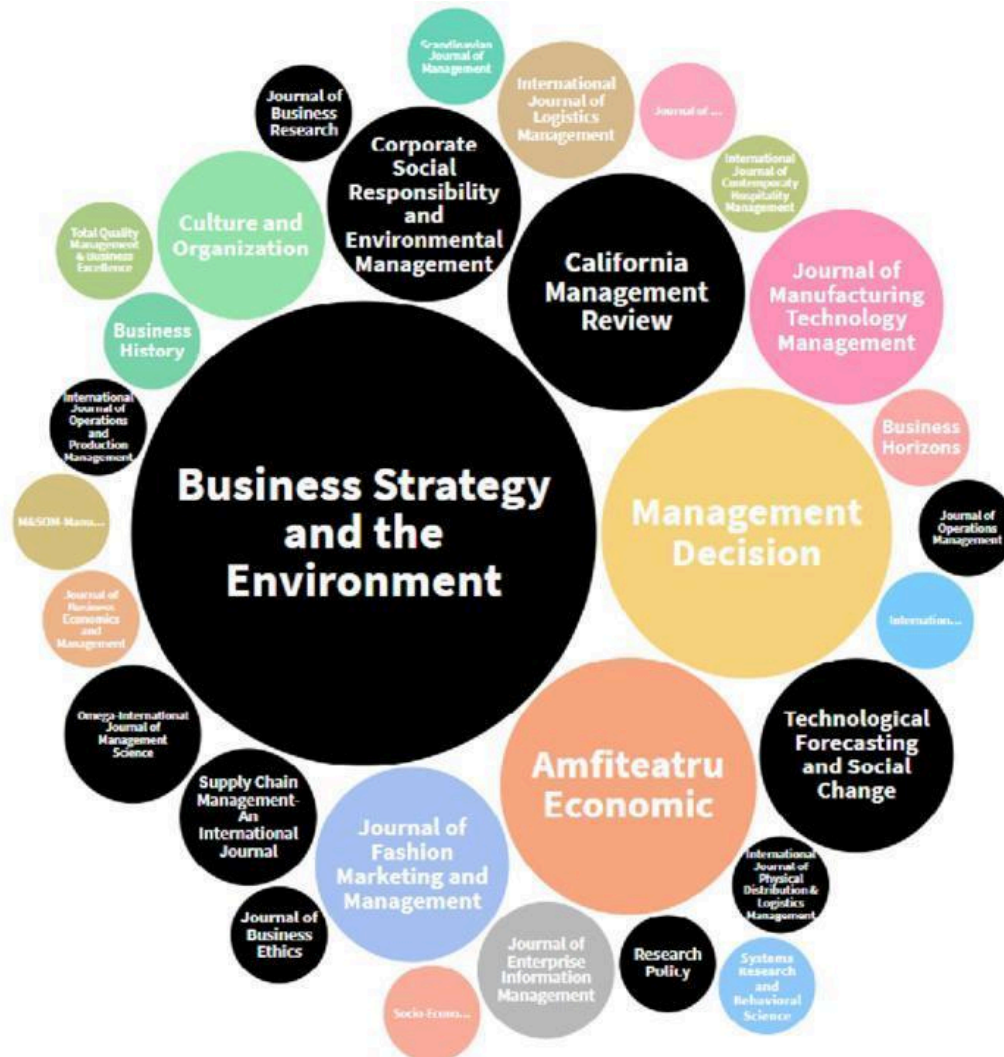 Scandinavian
Journal of
Management
International
Journal of
Logistics
Management
Journal of ...
Journal of
Business
Research
Corporate
Social
Responsibility
and
Environmental
Management
International
Journal of
Contemporary
Hospitality
Management
Culture and
Organization
Total Quality
Management
& Business
Excellence
California
Management
Review
Journal of
Manufacturing
Technology
Management
Business
History
International
Journal of
Operations
and
Production
Management
Business
Horizons
Business Strategy
and the
Environment
Management
Decision
M&SOM-Manu...
Journal of
Operations
Management
Journal of
Business
Economics
and
Management
Internation...
Omega-International
Journal of
Management
Science
Technological
Forecasting
and Social
Change
Amfiteatru
Economic
Supply Chain
Management-
An
International
Journal
Journal of
Fashion
Marketing and
Management
International
Journal of
Physical
Distribution &
Logistics
Management
Journal of
Business
Ethics
Journal of
Enterprise
Information
Management
Research
Policy
Systems
Research
and
Behavioral
Science
Socio-Econo...